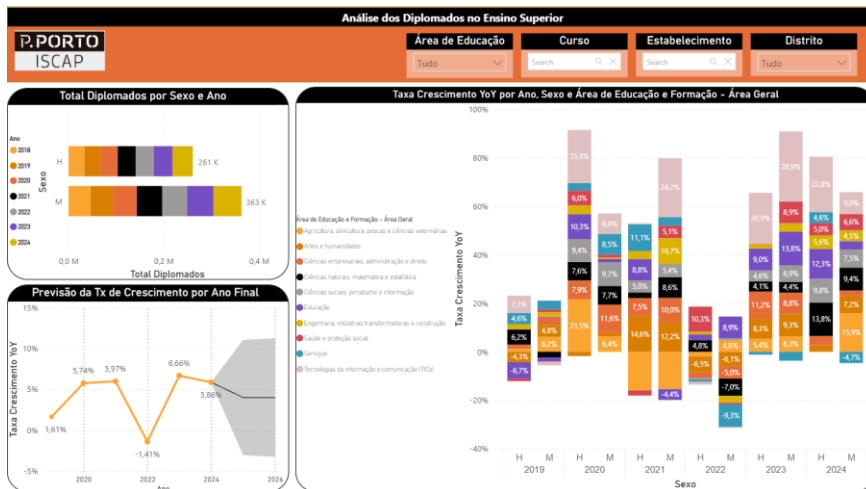 Análise dos Diplomados no Ensino Superior
P.PORTO
ISCAP
Área de Educação
Curso
Estabelecimento
Distrito
Tudo
Search
Search
Tudo
Total Diplomados por Sexo e Ano
Ano
2018
2019
2020
2021
2022
2023
2024
Sexo
H
261 K
M
363 K
0,0 M
0,2 M
0,4 M
Total Diplomados
Previsão da Tx de Crescimento por Ano Final
Taxa Crescimento YoY
15%
10%
5%
0%
-5%
1,61%
5,74%
5,97%
-1,41%
6,66%
5,86%
2020
2022
2024
2026
Ano
Taxa Crescimento YoY por Ano, Sexo e Área de Educação e Formação - Área Geral
Área de Educação e Formação - Área Geral
Agricultura, silvicultura, pescas e ciências veterinárias
Artes e humanidades
Ciências empresariais, administração e direito
Ciências naturais, matemática e estatística
Ciências sociais, jornalismo e informação
Educação
Engenharia, indústrias transformadoras e construção
Saúde e proteção social
Serviços
Tecnologias da informação e comunicação (TICs)
Taxa Crescimento YoY
100%
80%
60%
40%
20%
0%
-20%
-40%
7,1%
4,6%
6,2%
-4,3%
-6,7%
4,8%
6,2%
21,8%
6,0%
10,3%
9,4%
7,6%
7,9%
21,5%
8,4%
8,5%
9,7%
7,7%
11,6%
6,4%
11,1%
8,8%
5,0%
7,5%
14,6%
24,2%
5,1%
10,7%
5,4%
8,6%
10,0%
12,2%
-4,4%
10,3%
4,8%
-6,5%
8,9%
4,8%
-6,1%
-5,0%
-7,0%
-9,3%
20,9%
9,0%
4,6%
4,1%
11,2%
8,3%
5,4%
28,9%
8,9%
13,8%
6,9%
4,4%
8,8%
9,3%
6,3%
22,8%
4,6%
5,0%
5,6%
12,3%
9,8%
13,8%
9,0%
6,6%
4,5%
7,5%
9,4%
7,2%
15,9%
-4,7%
H M H M H M H M H M H M
2019 2020 2021 2022 2023 2024
Sexo